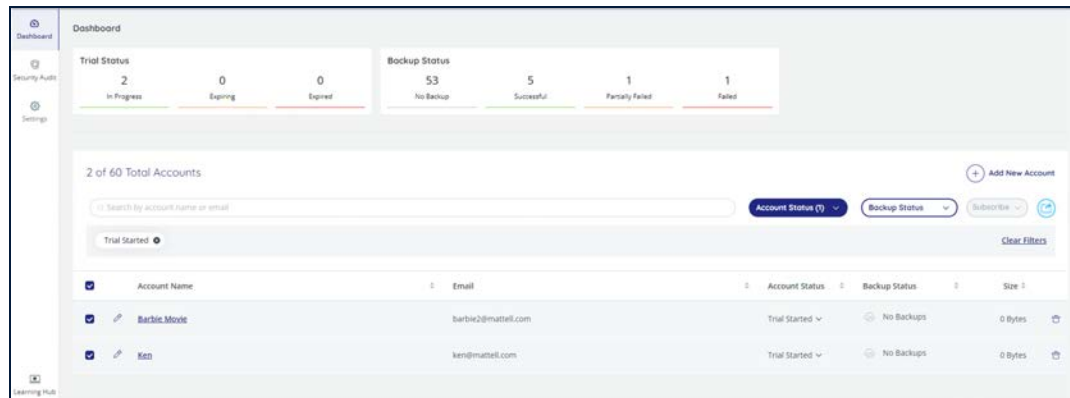 Dashboard
Security Audit
Settings
Learning Hub
Dashboard
Trial Status
2
In Progress
0
Expiring
0
Expired
Backup Status
53
No Backup
5
Successful
1
Partially Failed
1
Failed
2 of 60 Total Accounts
Add New Account
Search by account name or email
Account Status (1)
Backup Status
Subscribe
Trial Started
Clear Filters
Account Name Email Account Status Backup Status Size
Barbie Movie barbie2@mattell.com Trial Started No Backups 0 Bytes
Ken ken@mattell.com Trial Started No Backups 0 Bytes